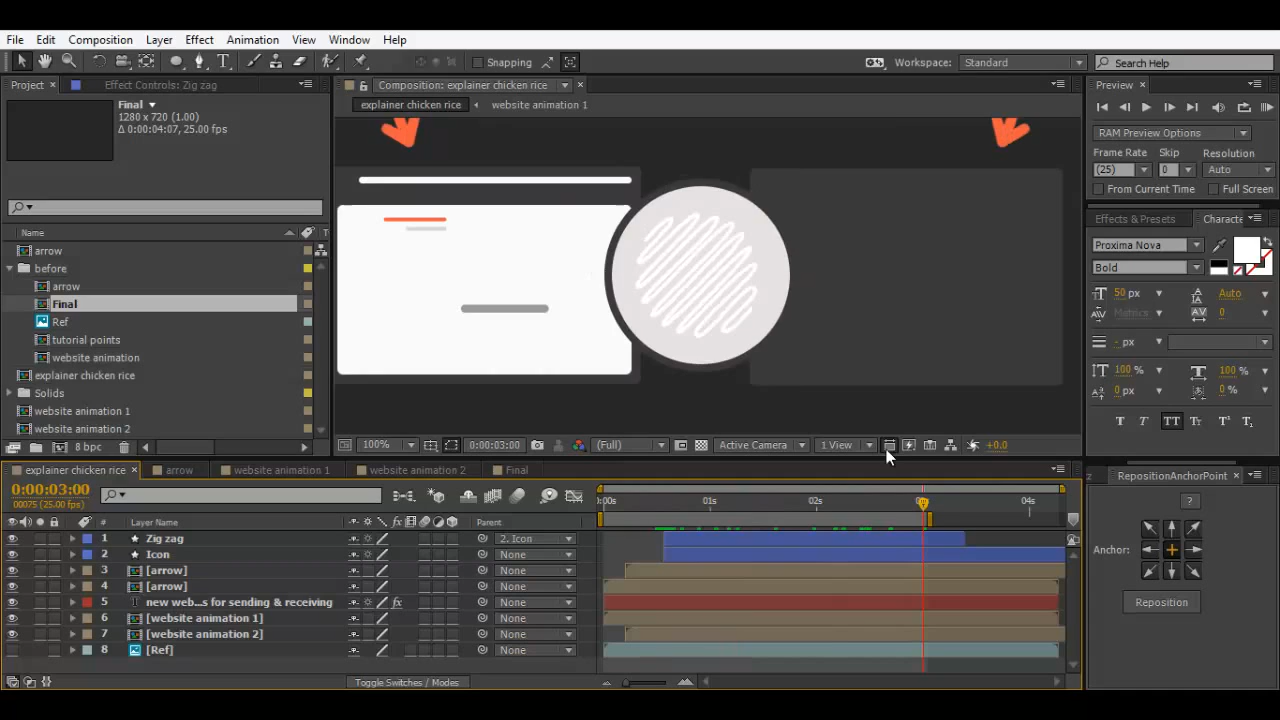 File Edit Composition Layer Effect Animation View Window Help
Snapping
Workspace: Standard
Search Help
Project × Effect Controls: Zig zag
Final ▼
1280 x 720 (1.00)
Δ 0:00:04:07, 25.00 fps
Name T
arrow
before
arrow
Final
Ref
tutorial points
website animation
explainer chicken rice
Solids
website animation 1
website animation 2
8 bpc
Composition: explainer chicken rice
explainer chicken rice website animation 1
100% 0:00:03:00 (Full) Active Camera 1 View +0.0
Preview ×
RAM Preview Options
Frame Rate Skip Resolution
(25) 0 Auto
From Current Time Full Screen
Effects & Presets Characte
Proxima Nova
Bold
50 px Auto
Metrics 0
- px
100 % 100 %
0 px 0 %
T T TT Tt T¹ T₁
explainer chicken rice × arrow website animation 1 website animation 2 Final
0:00:03:00
00075 (25.00 fps)
# Layer Name fx Parent
:00s 01s 02s 04s
1 Zig zag 2. Icon
2 Icon None
3 [arrow] None
4 [arrow] None
5 T new web...s for sending & receiving fx None
6 [website animation 1] None
7 [website animation 2] None
8 [Ref] None
Toggle Switches / Modes
RepositionAnchorPoint ×
?
Anchor:
Reposition